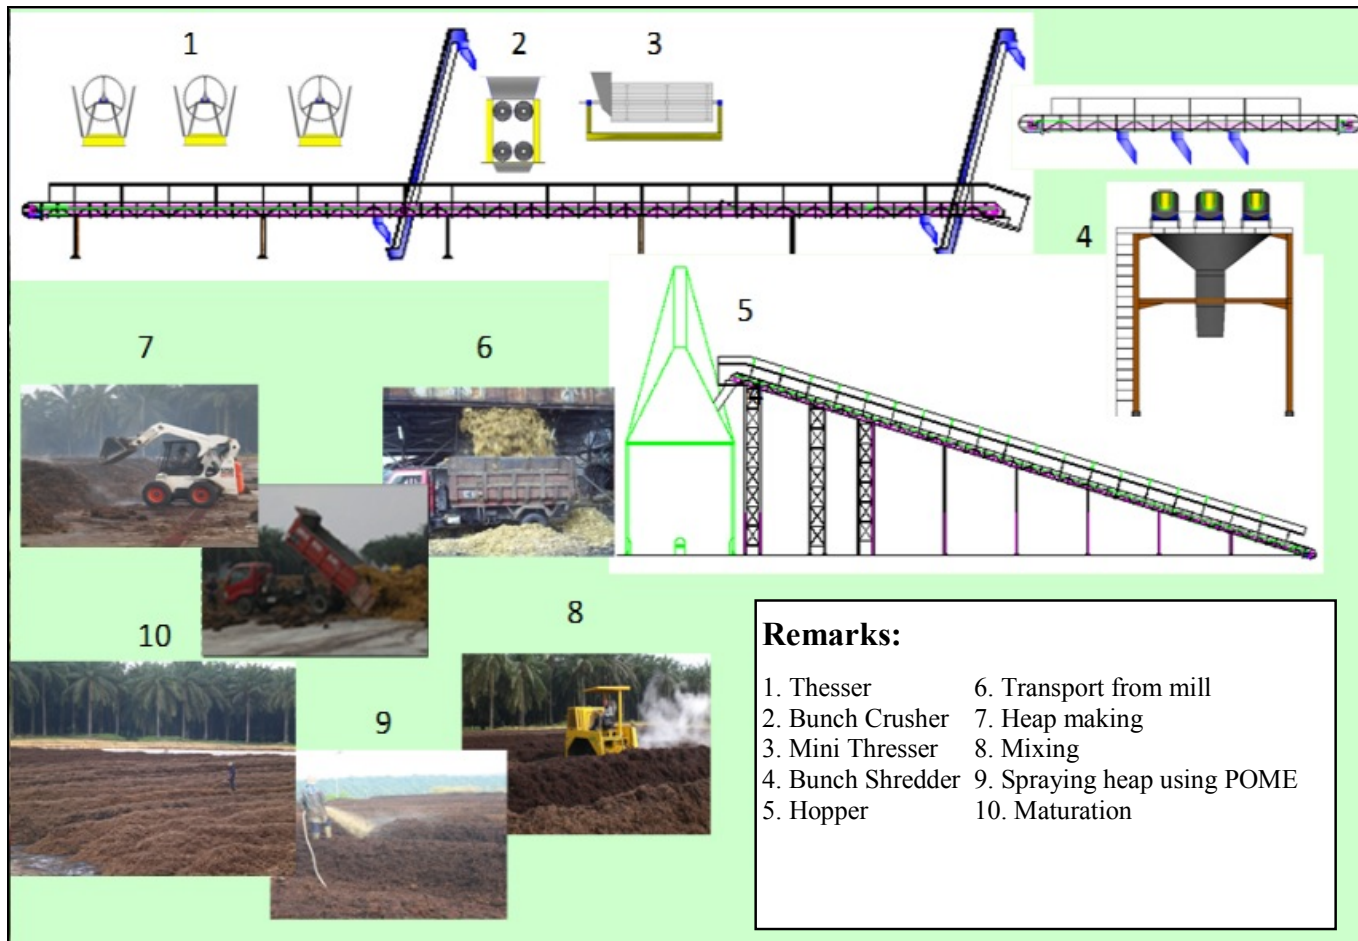 1
2
3
4
5
7
6
10
8
9
Remarks:
1. Thesser
2. Bunch Crusher
3. Mini Thresser
4. Bunch Shredder
5. Hopper
6. Transport from mill
7. Heap making
8. Mixing
9. Spraying heap using POME
10. Maturation